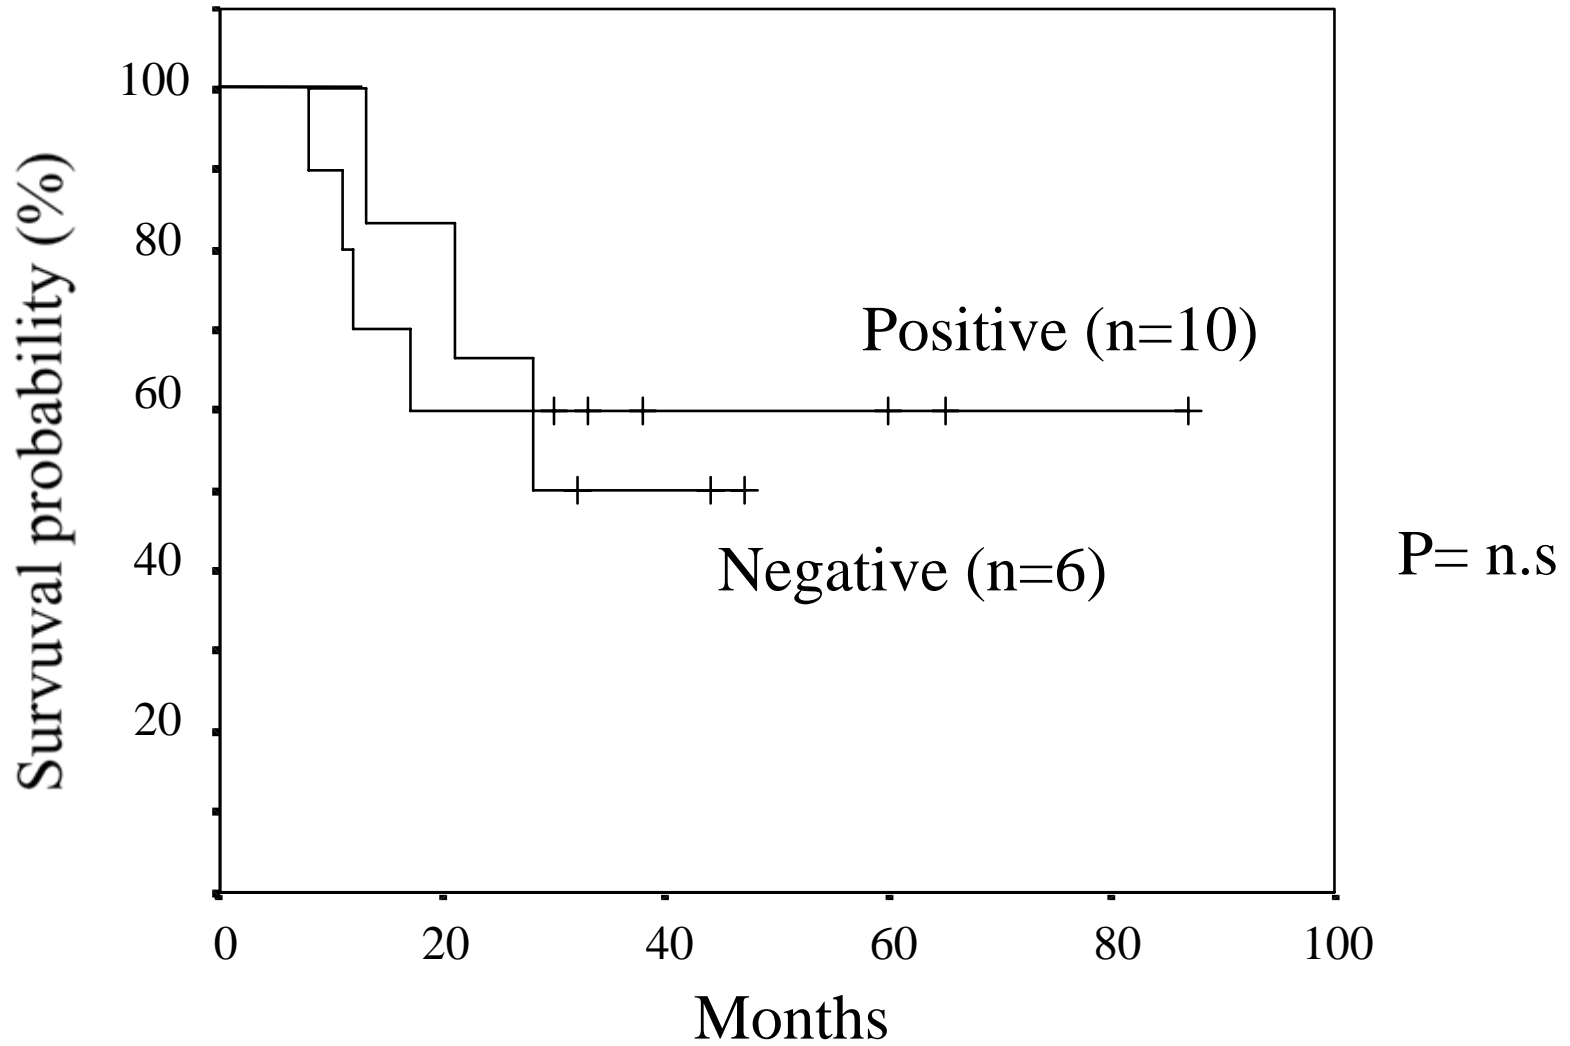 Survuval probability (%)
100
80
60
40
20
Positive (n=10)
Negative (n=6)
P= n.s
0 20 40 60 80 100
Months